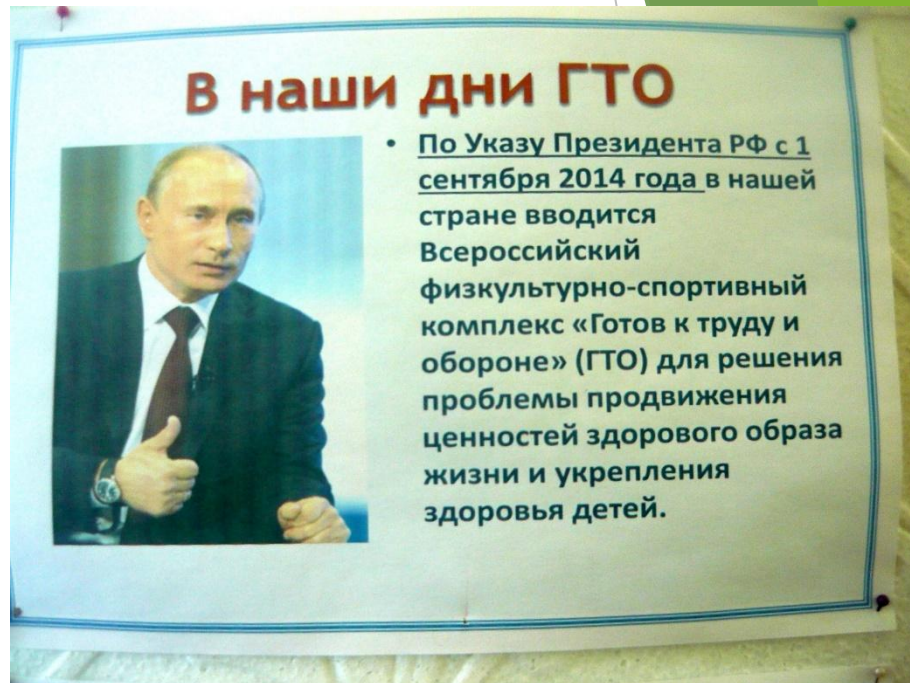 В наши дни ГТО
• По Указу Президента РФ с 1
сентября 2014 года в нашей
стране вводится
Всероссийский
физкультурно-спортивный
комплекс «Готов к труду и
обороне» (ГТО) для решения
проблемы продвижения
ценностей здорового образа
жизни и укрепления
здоровья детей.